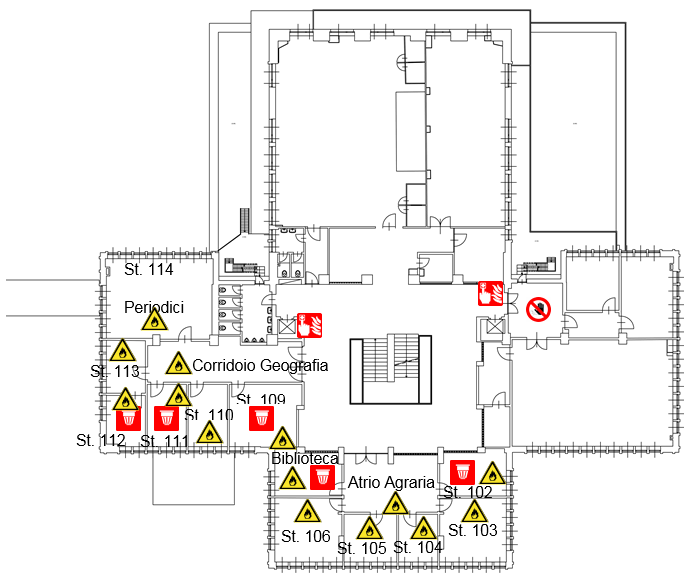 St. 114
Periodici
Corridoio Geografia
St. 113
St. 109
St. 110
St. 112
St. 111
Biblioteca
Atrio Agraria
St. 102
St. 106
St. 105
St. 104
St. 103